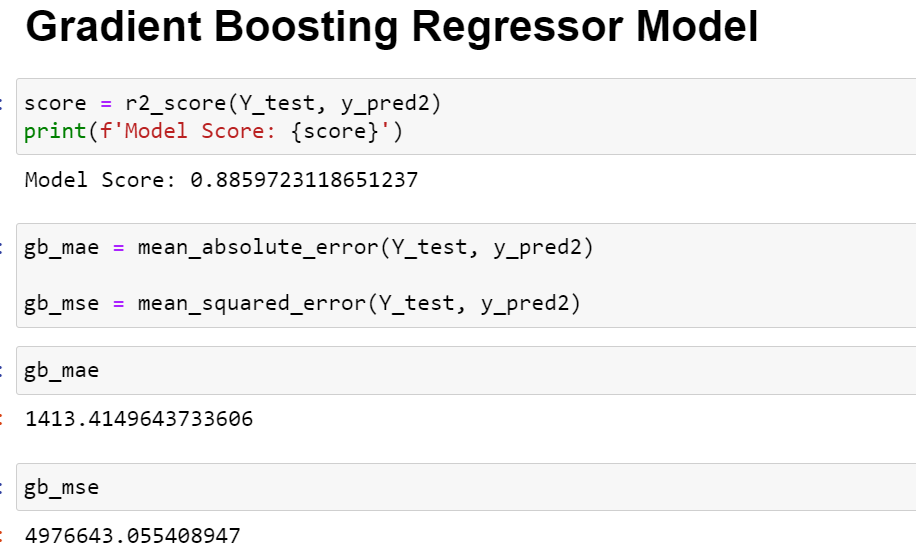 Gradient Boosting Regressor Model
score = r2_score(Y_test, y_pred2)
print(f'Model Score: {score}')
Model Score: 0.8859723118651237
gb_mae = mean_absolute_error(Y_test, y_pred2)
gb_mse = mean_squared_error(Y_test, y_pred2)
gb_mae
1413.4149643733606
gb_mse
4976643.055408947